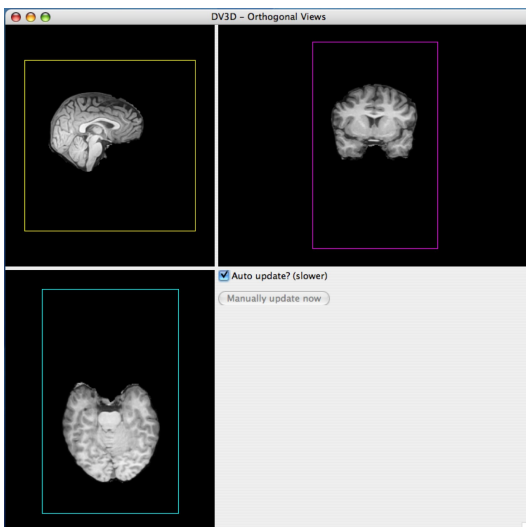 DV3D – Orthogonal Views
Auto update? (slower)
Manually update now